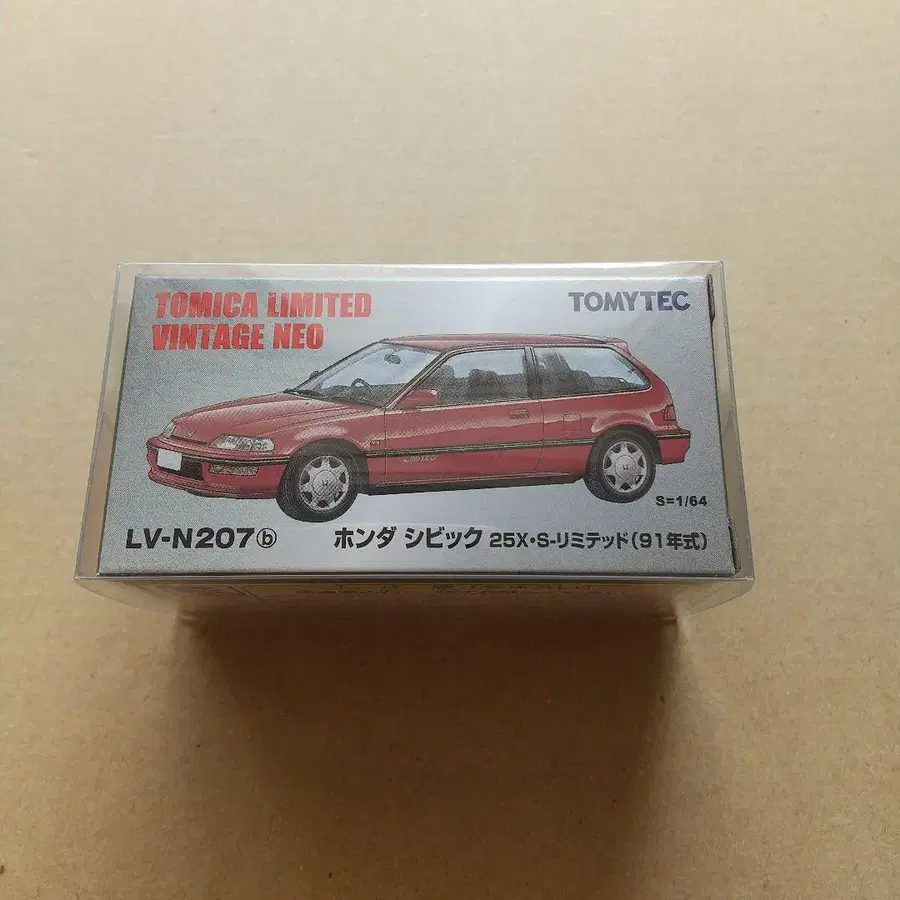 TOMICA LIMITED
VINTAGE NEO
TOMYTEC
LIMITED
S=1/64
LV-N207ⓑ ホンダ シビック 25X・S-リミテッド(91年式)